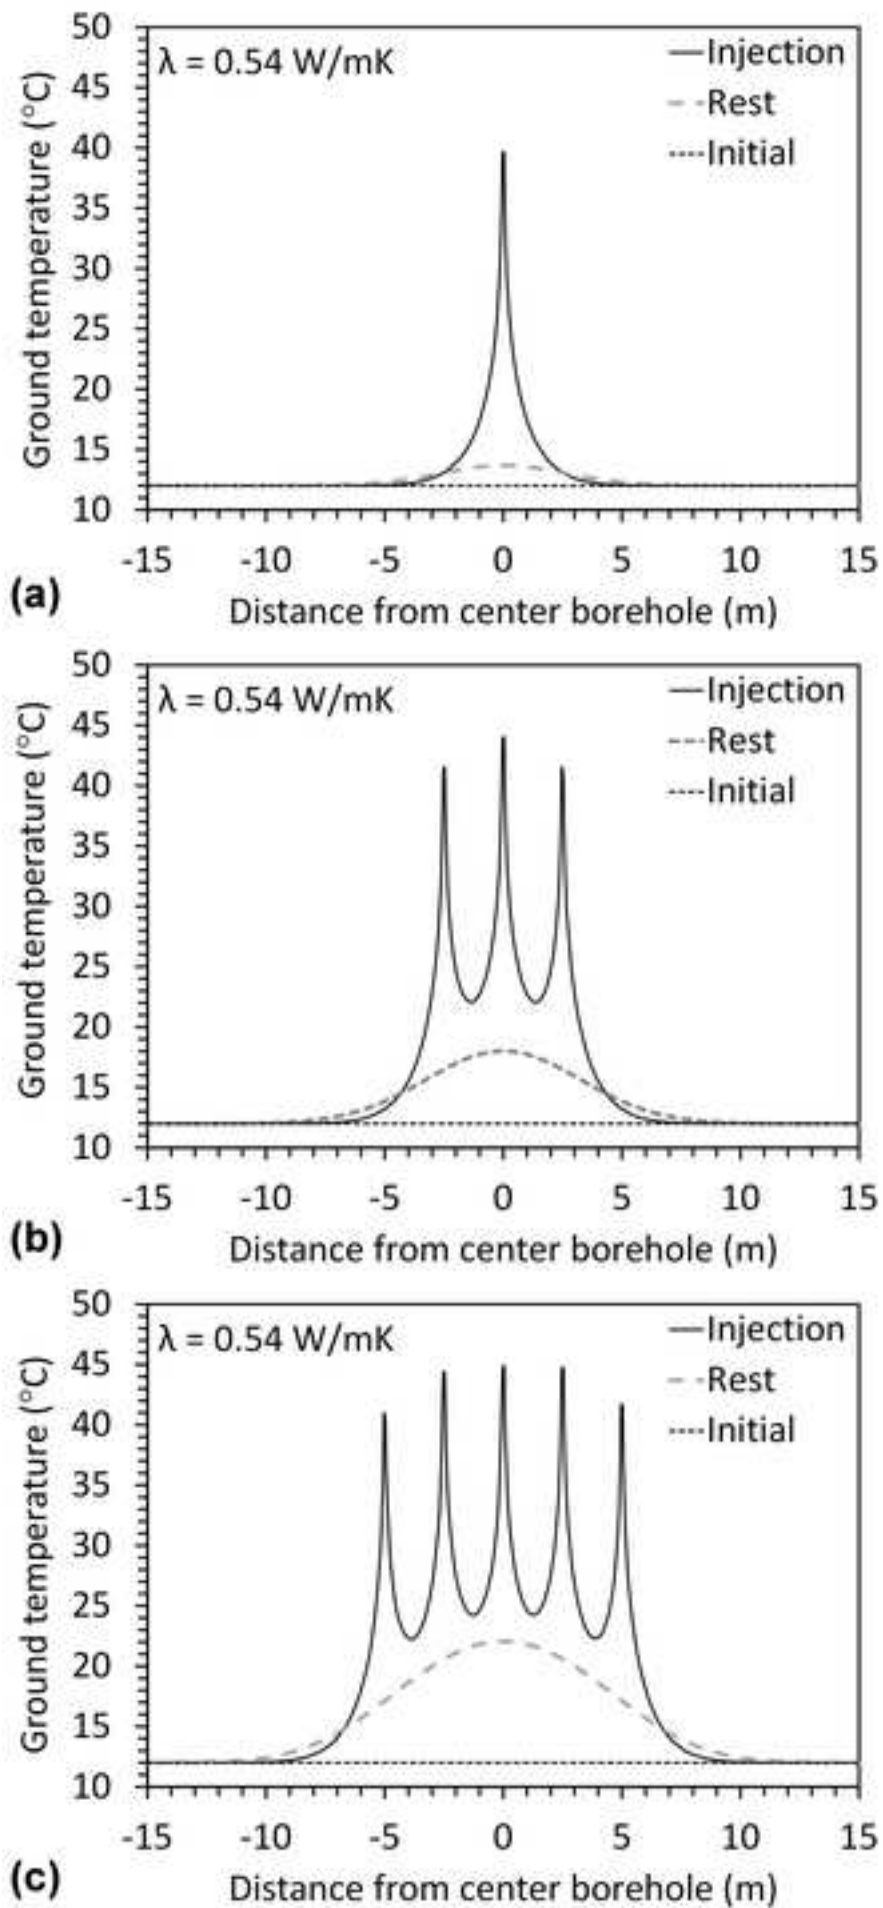 50
λ = 0.54 W/mK
Injection
45
Rest
40
Initial
35
30
25
20
15
10
Ground temperature (°C)
-15 -10 -5 0 5 10 15
(a)
Distance from center borehole (m)
50
λ = 0.54 W/mK
Injection
45
Rest
40
Initial
35
30
25
20
15
10
Ground temperature (°C)
-15 -10 -5 0 5 10 15
(b)
Distance from center borehole (m)
50
λ = 0.54 W/mK
Injection
45
Rest
40
Initial
35
30
25
20
15
10
Ground temperature (°C)
-15 -10 -5 0 5 10 15
(c)
Distance from center borehole (m)